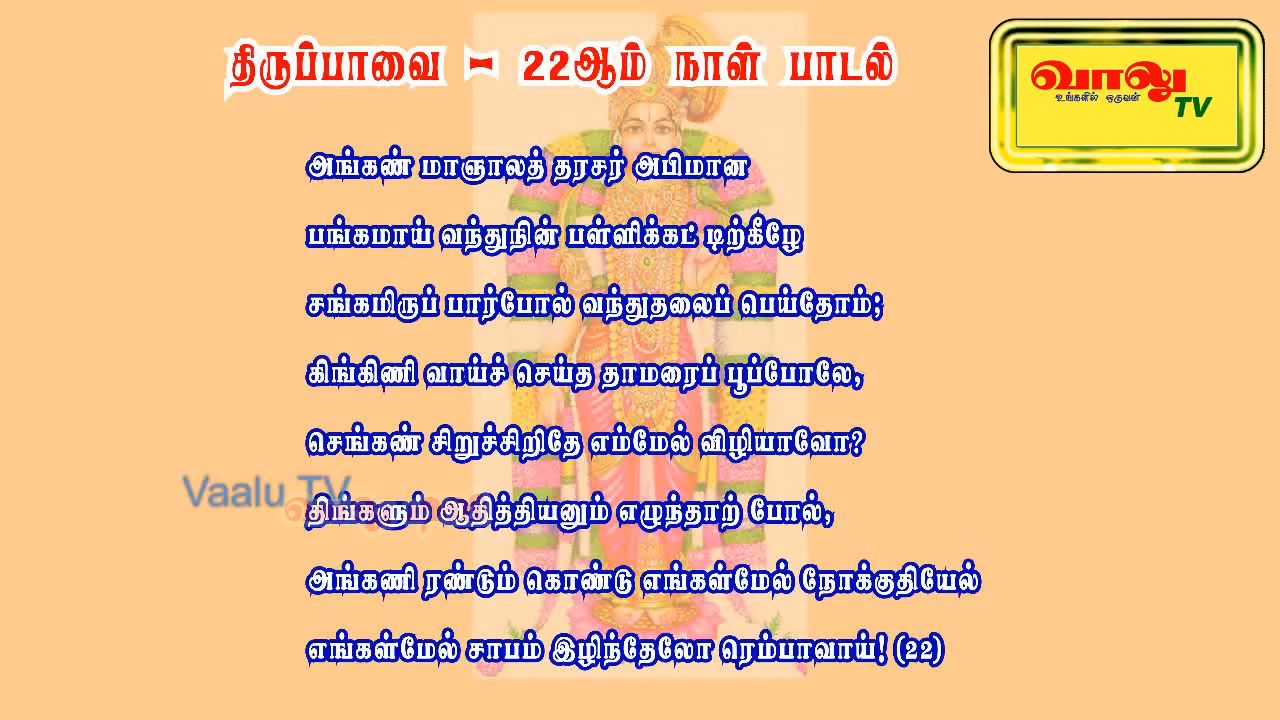 திருப்பாவை - 22ஆம் நாள் பாடல்
வாலு
உங்களில் ஒருவன்
TV
அங்கண் மாஞாலத் தரசர் அபிமான
பங்கமாய் வந்துநின் பள்ளிக்கட் டிற்கீழே
சங்கமிருப் பார்போல் வந்துதலைப் பெய்தோம்;
கிங்கிணி வாய்ச் செய்த தாமரைப் பூப்போலே,
செங்கண் சிறுச்சிறிதே எம்மேல் விழியாவோ?
Vaalu TV
திங்களும் ஆதித்தியனும் எழுந்தாற் போல்,
அங்கணி ரண்டும் கொண்டு எங்கள்மேல் நோக்குதியேல்
எங்கள்மேல் சாபம் இழிந்தேலோ ரெம்பாவாய்! (22)